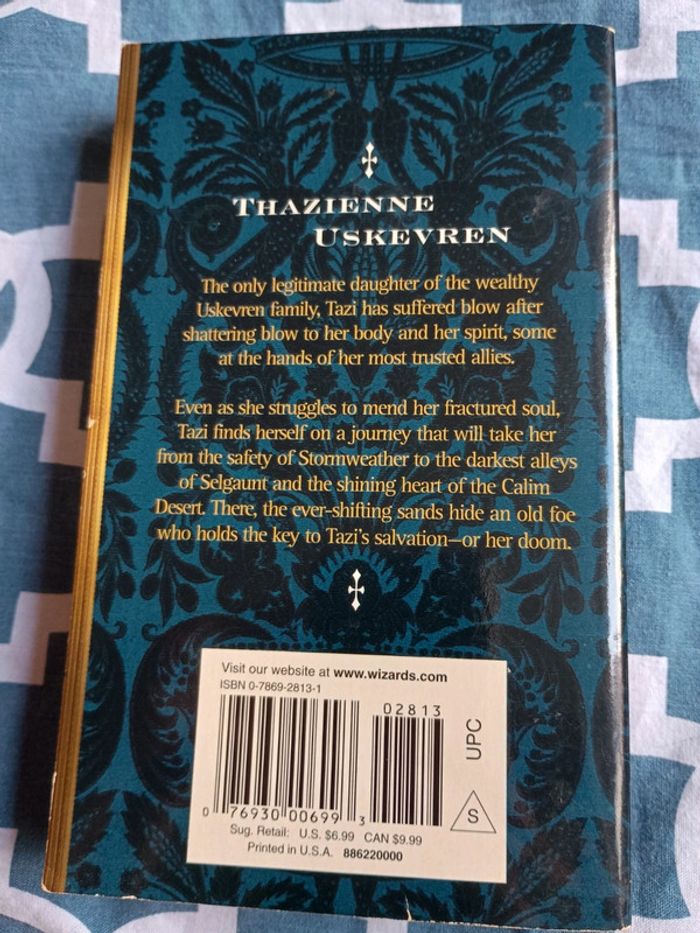 THAZIENNE
USKEVREN
The only legitimate daughter of the wealthy
Uskevren family, Tazi has suffered blow after
shattering blow to her body and her spirit, some
at the hands of her most trusted allies.
Even as she struggles to mend her fractured soul,
Tazi finds herself on a journey that will take her
from the safety of Stormweather to the darkest alleys
of Selgaunt and the shining heart of the Calim
Desert. There, the ever-shifting sands hide an old foe
who holds the key to Tazi's salvation—or her doom.
Visit our website at www.wizards.com
ISBN 0-7869-2813-1
02813
UPC
S
0 76930 00699 3
Sug. Retail: U.S. $6.99 CAN $9.99
Printed in U.S.A. 886220000